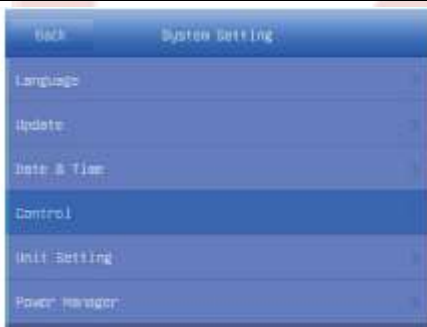 Back
System Setting
Language
Update
Date & Time
Control
Unit Setting
Power Manager